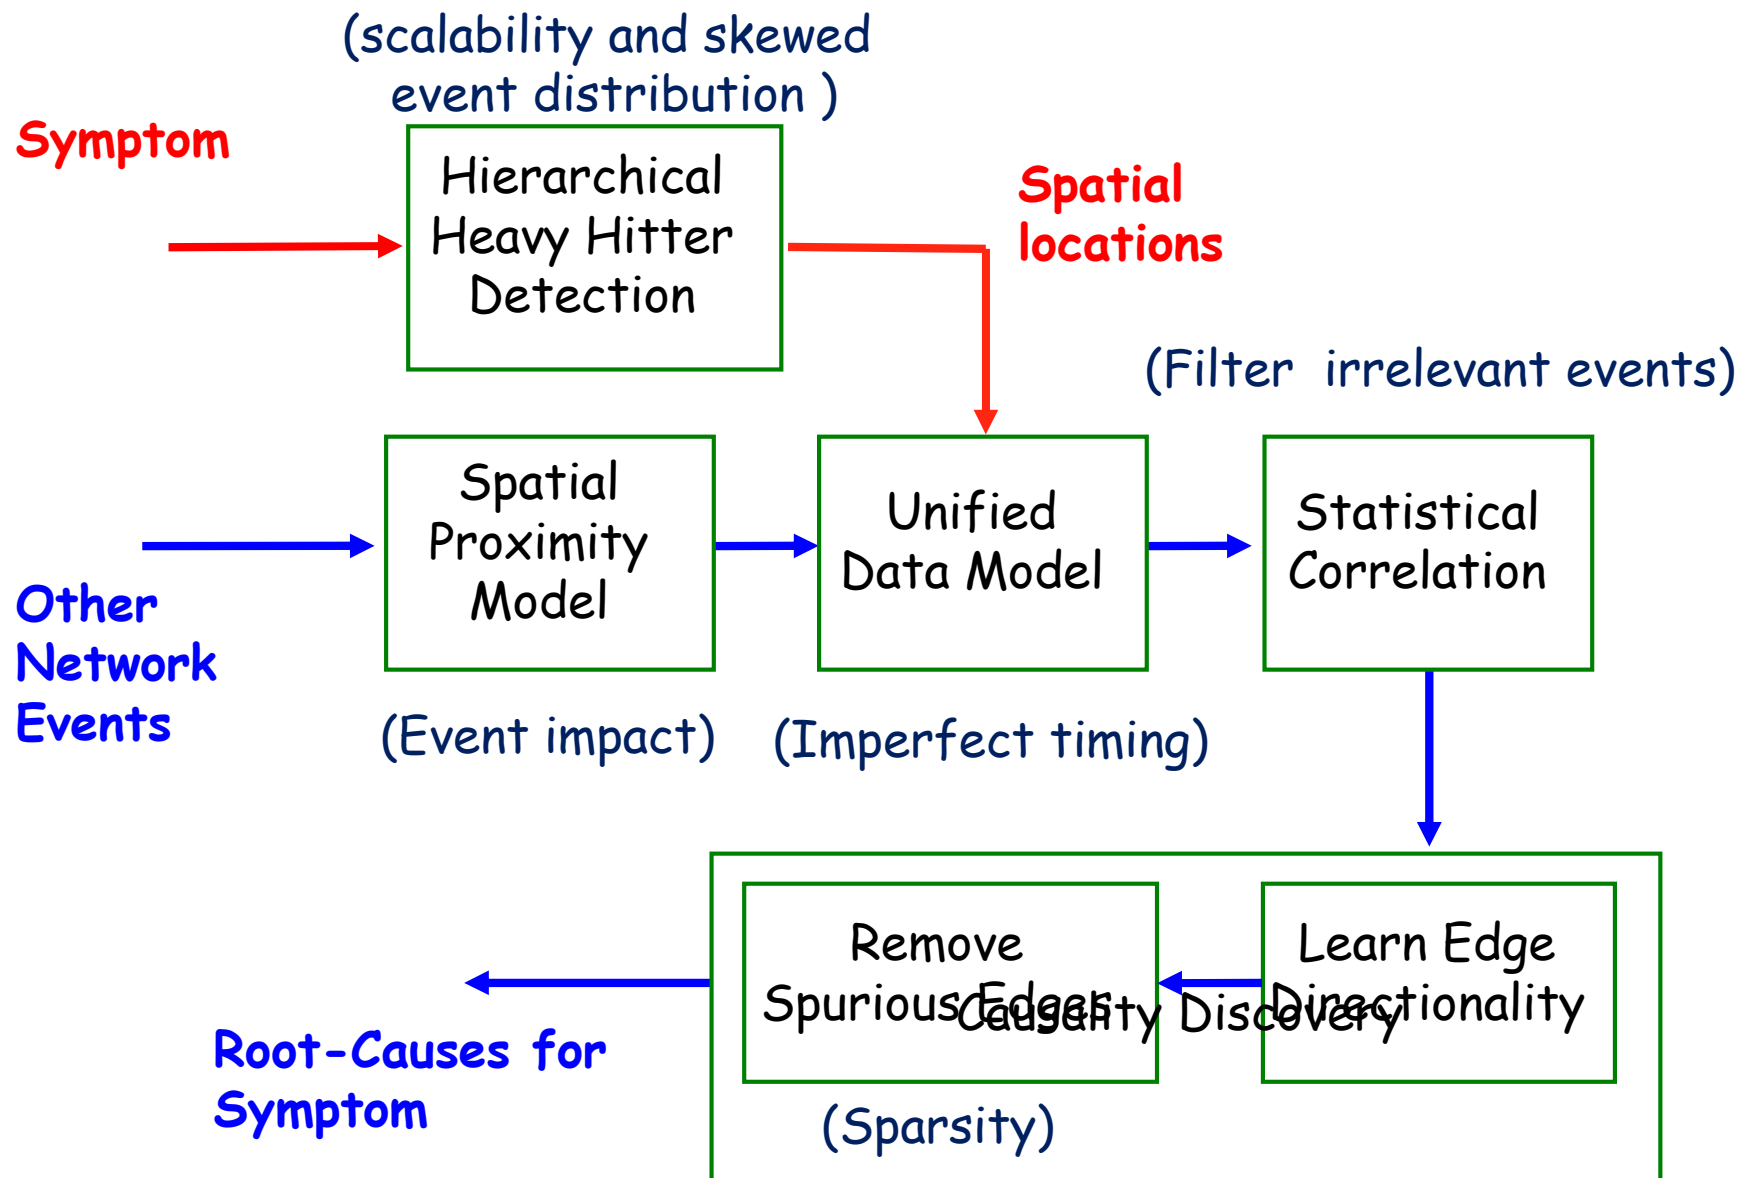 (scalability and skewed
event distribution )
Symptom
Hierarchical
Heavy Hitter
Detection
Spatial
locations
(Filter  irrelevant events)
Spatial
Proximity
Model
Unified
Data Model
Statistical
Correlation
Other
Network
Events
(Event impact)
(Imperfect timing)
Remove
Spurious Edges
Learn Edge
Directionality
Causality Discovery
Root-Causes for
Symptom
(Sparsity)